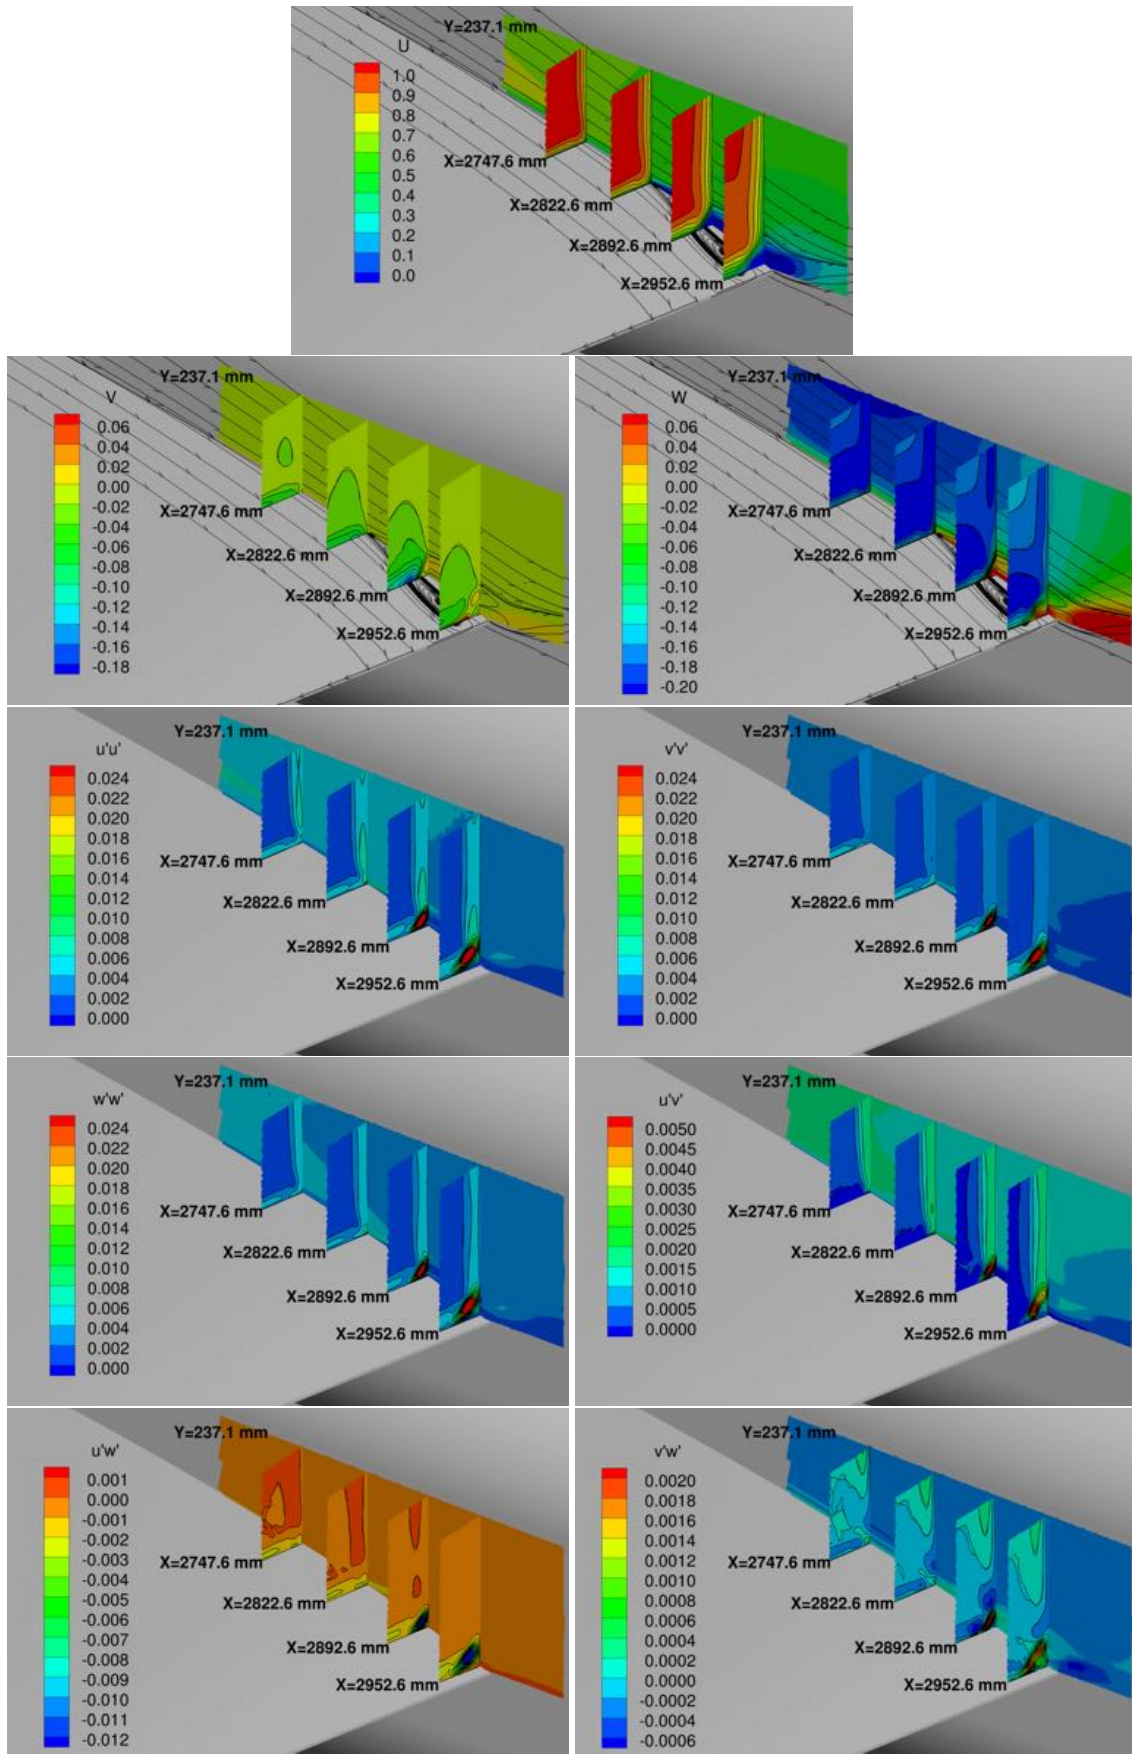 Y=237.1 mm
U
1.0
0.9
0.8
0.7
0.6
0.5
0.4
0.3
0.2
0.1
0.0
X=2747.6 mm
X=2822.6 mm
X=2892.6 mm
X=2952.6 mm
Y=237.1 mm
V
0.06
0.04
0.02
0.00
-0.02
-0.04
-0.06
-0.08
-0.10
-0.12
-0.14
-0.16
-0.18
X=2747.6 mm
X=2822.6 mm
X=2892.6 mm
X=2952.6 mm
Y=237.1 mm
W
0.06
0.04
0.02
0.00
-0.02
-0.04
-0.06
-0.08
-0.10
-0.12
-0.14
-0.16
-0.18
-0.20
X=2747.6 mm
X=2822.6 mm
X=2892.6 mm
X=2952.6 mm
Y=237.1 mm
u'u'
0.024
0.022
0.020
0.018
0.016
0.014
0.012
0.010
0.008
0.006
0.004
0.002
0.000
X=2747.6 mm
X=2822.6 mm
X=2892.6 mm
X=2952.6 mm
Y=237.1 mm
v'v'
0.024
0.022
0.020
0.018
0.016
0.014
0.012
0.010
0.008
0.006
0.004
0.002
0.000
X=2747.6 mm
X=2822.6 mm
X=2892.6 mm
X=2952.6 mm
Y=237.1 mm
w'w'
0.024
0.022
0.020
0.018
0.016
0.014
0.012
0.010
0.008
0.006
0.004
0.002
0.000
X=2747.6 mm
X=2822.6 mm
X=2892.6 mm
X=2952.6 mm
Y=237.1 mm
u'v'
0.0050
0.0045
0.0040
0.0035
0.0030
0.0025
0.0020
0.0015
0.0010
0.0005
0.0000
X=2747.6 mm
X=2822.6 mm
X=2892.6 mm
X=2952.6 mm
Y=237.1 mm
u'w'
0.001
0.000
-0.001
-0.002
-0.003
-0.004
-0.005
-0.006
-0.007
-0.008
-0.009
-0.010
-0.011
-0.012
X=2747.6 mm
X=2822.6 mm
X=2892.6 mm
X=2952.6 mm
Y=237.1 mm
v'w'
0.0020
0.0018
0.0016
0.0014
0.0012
0.0010
0.0008
0.0006
0.0004
0.0002
0.0000
-0.0002
-0.0004
-0.0006
X=2747.6 mm
X=2822.6 mm
X=2892.6 mm
X=2952.6 mm